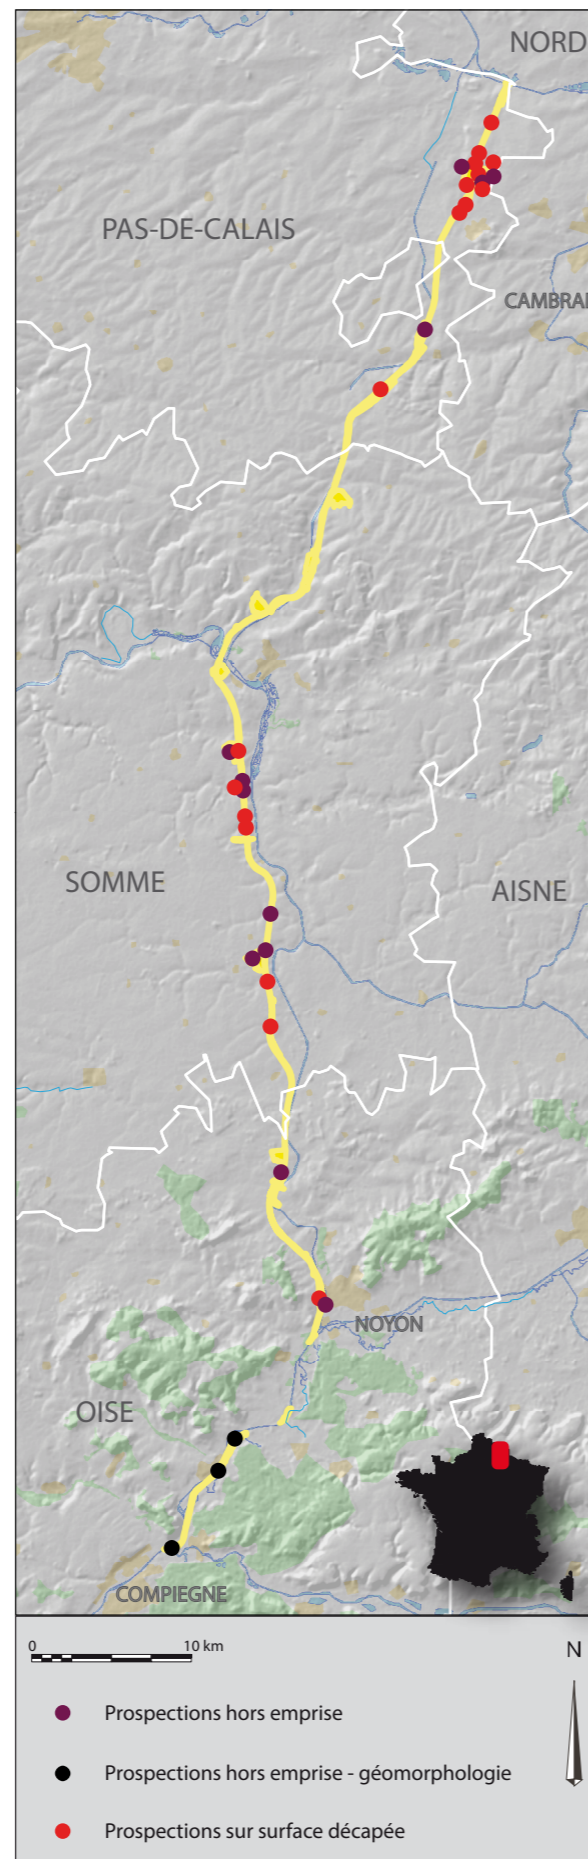 NORD
PAS-DE-CALAIS
CAMBRAI
SOMME
AISNE
NOYON
OISE
COMPIEGNE
0 10 km
N
Prospections hors emprise
Prospections hors emprise - géomorphologie
Prospections sur surface décapée